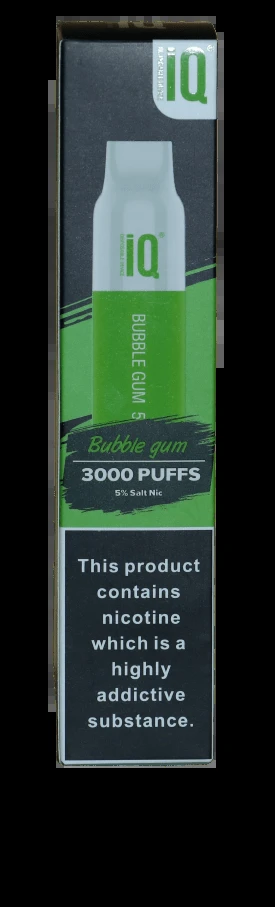 iQ
iQ
BUBBLE GUM 5
Bubble gum
3000 PUFFS
5% Salt Nic
This product
contains
nicotine
which is a
highly
addictive
substance.